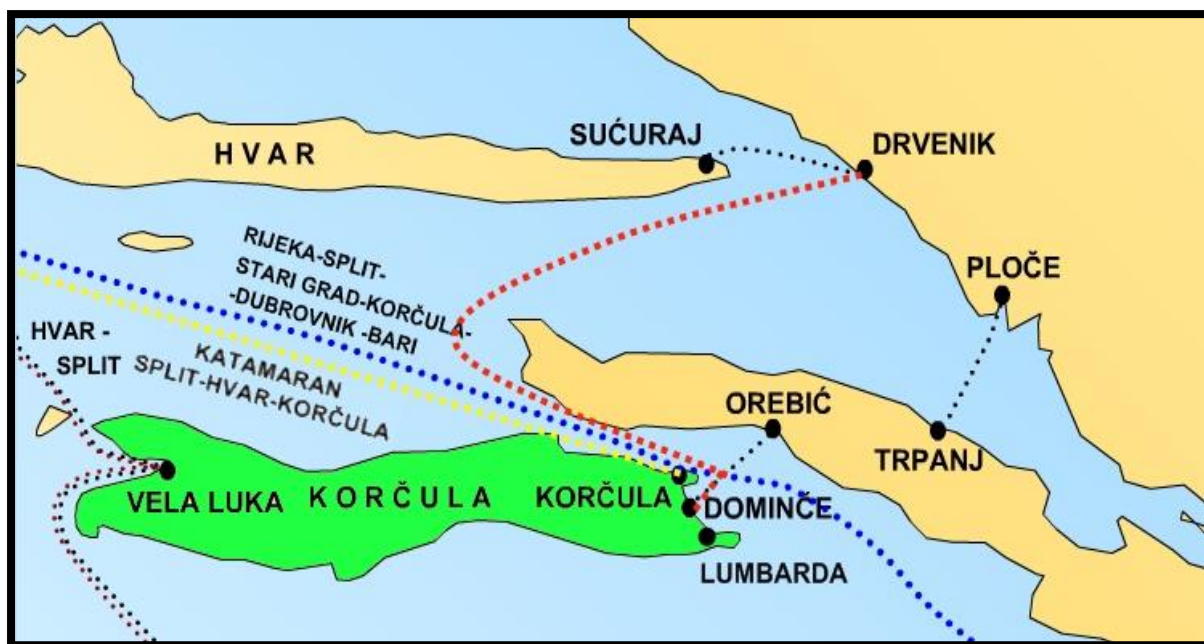 SUĆURAJ
DRVENIK
HVAR
RIJEKA-SPLIT-
STARI GRAD-KORČULA-
-DUBROVNIK -BARI
PLOČE
HVAR -
SPLIT
KATAMARAN
SPLIT-HVAR-KORČULA
OREBIĆ
TRPANJ
VELA LUKA
KORČULA
KORČULA
DOMINČE
LUMBARDA